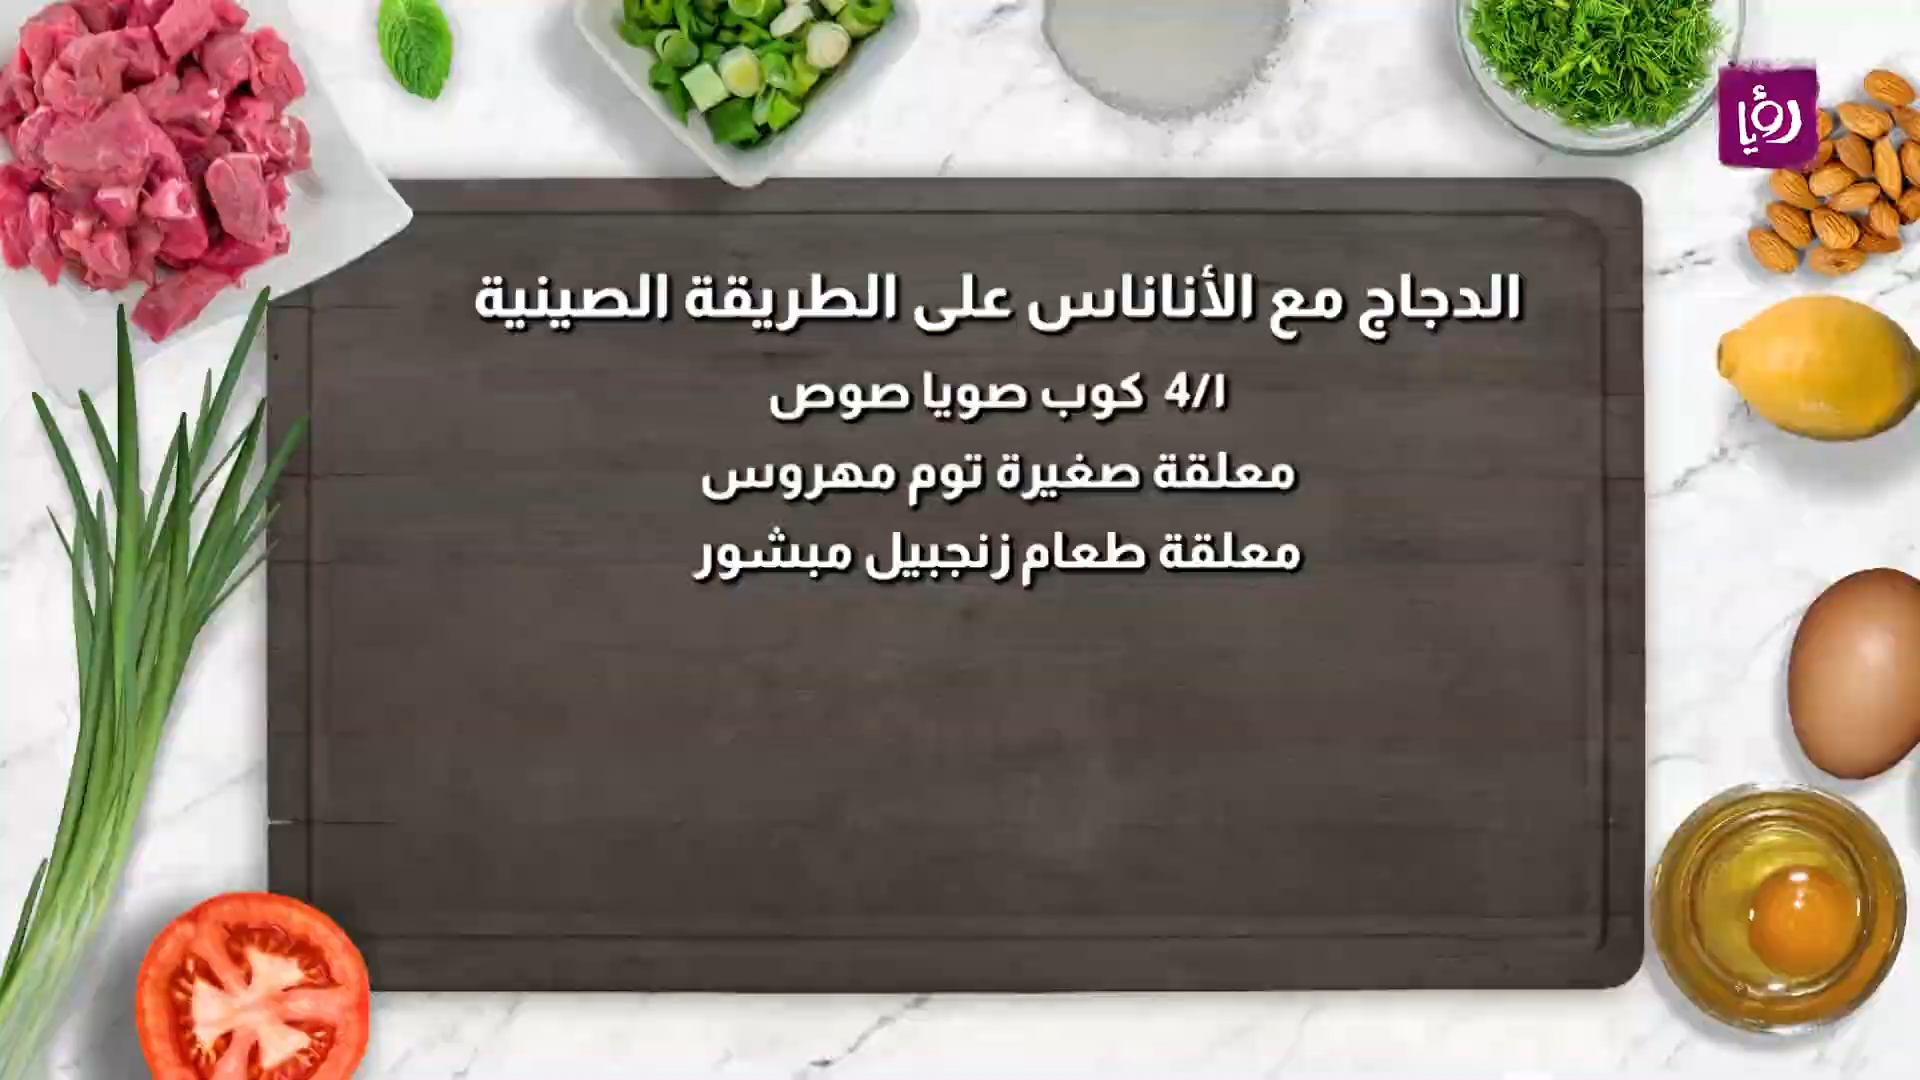 رؤيا
الدجاج مع الأناناس على الطريقة الصينية
4/1 كوب صويا صوص
معلقة صغيرة توم مهروس
معلقة طعام زنجبيل مبشور